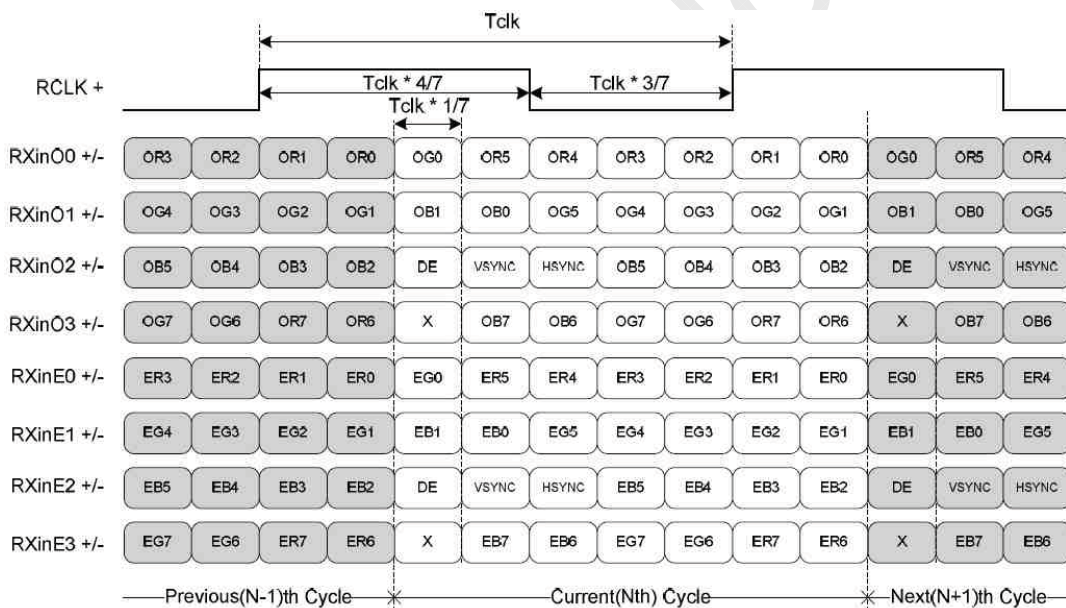 Tclk
RCLK +
Tclk * 4/7
Tclk * 3/7
Tclk * 1/7
RXinO0 +/- OR3 OR2 OR1 OR0 OG0 OR5 OR4 OR3 OR2 OR1 OR0 OG0 OR5 OR4
RXinO1 +/- OG4 OG3 OG2 OG1 OB1 OB0 OG5 OG4 OG3 OG2 OG1 OB1 OB0 OG5
RXinO2 +/- OB5 OB4 OB3 OB2 DE VSYNC HSYNC OB5 OB4 OB3 OB2 DE VSYNC HSYNC
RXinO3 +/- OG7 OG6 OR7 OR6 X OB7 OB6 OG7 OG6 OR7 OR6 X OB7 OB6
RXinE0 +/- ER3 ER2 ER1 ER0 EG0 ER5 ER4 ER3 ER2 ER1 ER0 EG0 ER5 ER4
RXinE1 +/- EG4 EG3 EG2 EG1 EB1 EB0 EG5 EG4 EG3 EG2 EG1 EB1 EB0 EG5
RXinE2 +/- EB5 EB4 EB3 EB2 DE VSYNC HSYNC EB5 EB4 EB3 EB2 DE VSYNC HSYNC
RXinE3 +/- EG7 EG6 ER7 ER6 X EB7 EB6 EG7 EG6 ER7 ER6 X EB7 EB6
Previous(N-1)th Cycle Current(Nth) Cycle Next(N+1)th Cycle